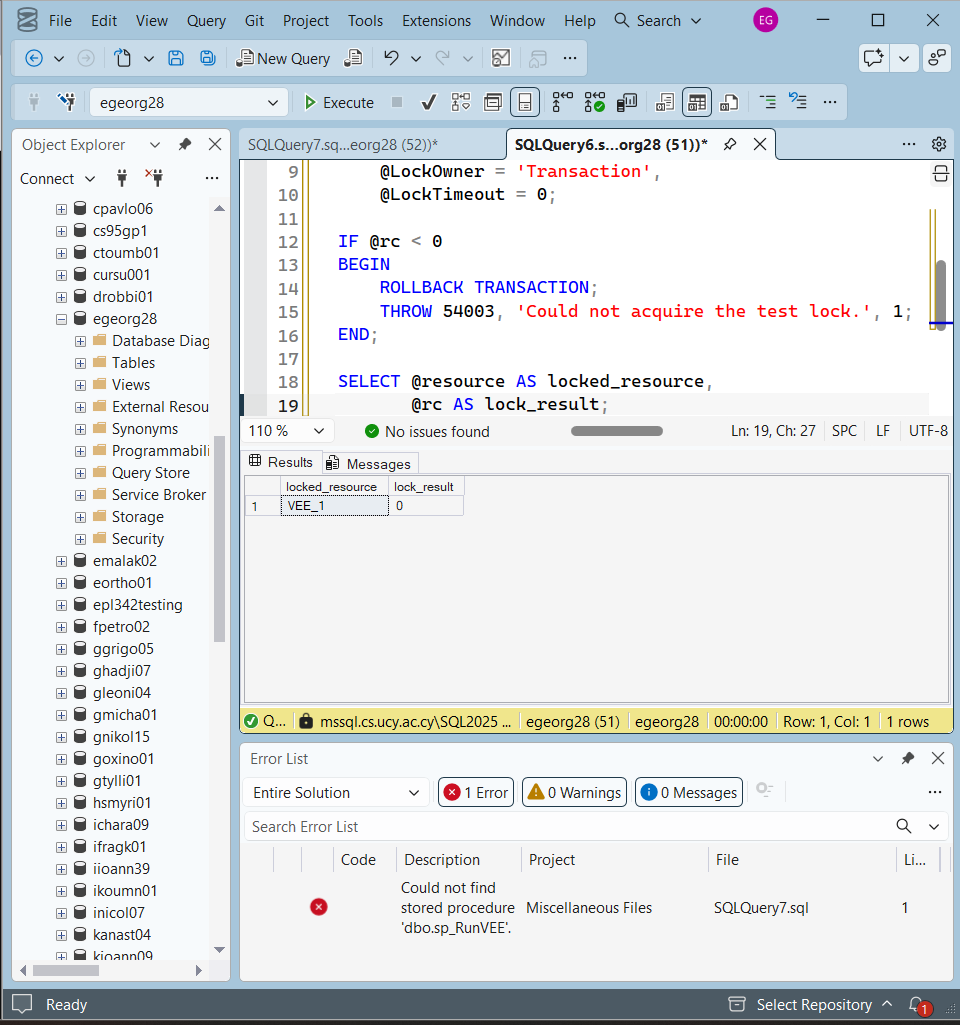 File Edit View Query Git Project Tools Extensions Window Help Search EG
New Query
egeorg28 Execute
Object Explorer
Connect
cpavlo06
cs95gp1
ctoumb01
cursu001
drobbi01
egeorg28
Database Diag
Tables
Views
External Resou
Synonyms
Programmabili
Query Store
Service Broker
Storage
Security
emalak02
eortho01
epl342testing
fpetro02
ggrigo05
ghadji07
gleoni04
gmicha01
gnikol15
goxino01
gtylli01
hsmyri01
ichara09
ifragk01
iioann39
ikoumn01
inicol07
kanast04
kioann09
SQLQuery7.sq...eorg28 (52))* SQLQuery6.s...org28 (51))*
9 @LockOwner = 'Transaction',
10 @LockTimeout = 0;
11
12 IF @rc < 0
13 BEGIN
14 ROLLBACK TRANSACTION;
15 THROW 54003, 'Could not acquire the test lock.', 1;
16 END;
17
18 SELECT @resource AS locked_resource,
19 @rc AS lock_result;
110 % No issues found Ln: 19, Ch: 27 SPC LF UTF-8
Results Messages
locked_resource lock_result
1 VEE_1 0
Q... mssql.cs.ucy.ac.cy\SQL2025 ... egeorg28 (51) egeorg28 00:00:00 Row: 1, Col: 1 1 rows
Error List
Entire Solution 1 Error 0 Warnings 0 Messages
Search Error List
Code Description Project File Li...
Could not find
stored procedure Miscellaneous Files SQLQuery7.sql 1
'dbo.sp_RunVEE'.
Ready Select Repository 1